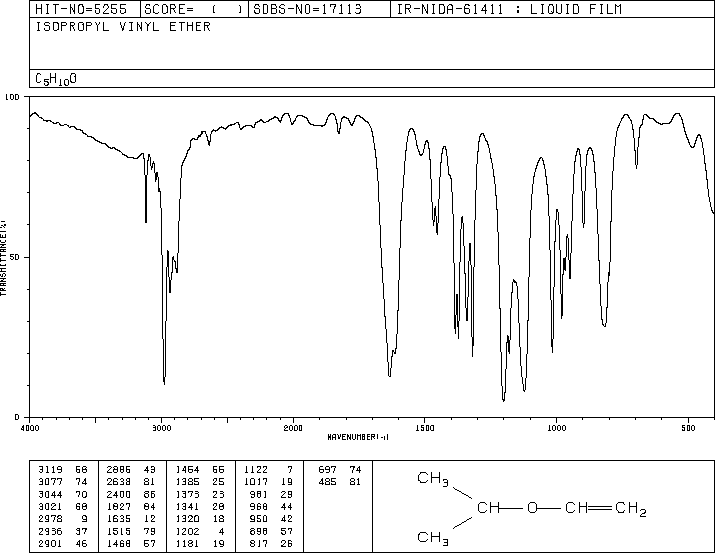 HIT-NO=5255 SCORE= ( ) SDBS-NO=17113 IR-NIDA-61411 : LIQUID FILM
ISOPROPYL VINYL ETHER
C5H10O
100
50
0
TRANSMITTANCE(%)
4000 3000 2000 1500 1000 500
WAVENUMBER(-1)
3119 60 2886 43 1454 55 1122 7 697 74
3077 74 2638 81 1385 25 1017 19 485 81
3044 70 2400 86 1373 23 981 29
3021 68 1827 84 1341 28 968 44
2978 9 1635 12 1320 18 950 42
2936 37 1515 79 1202 4 898 57
2901 46 1468 57 1181 19 817 26
CH3
CH—O—CH=CH2
CH3